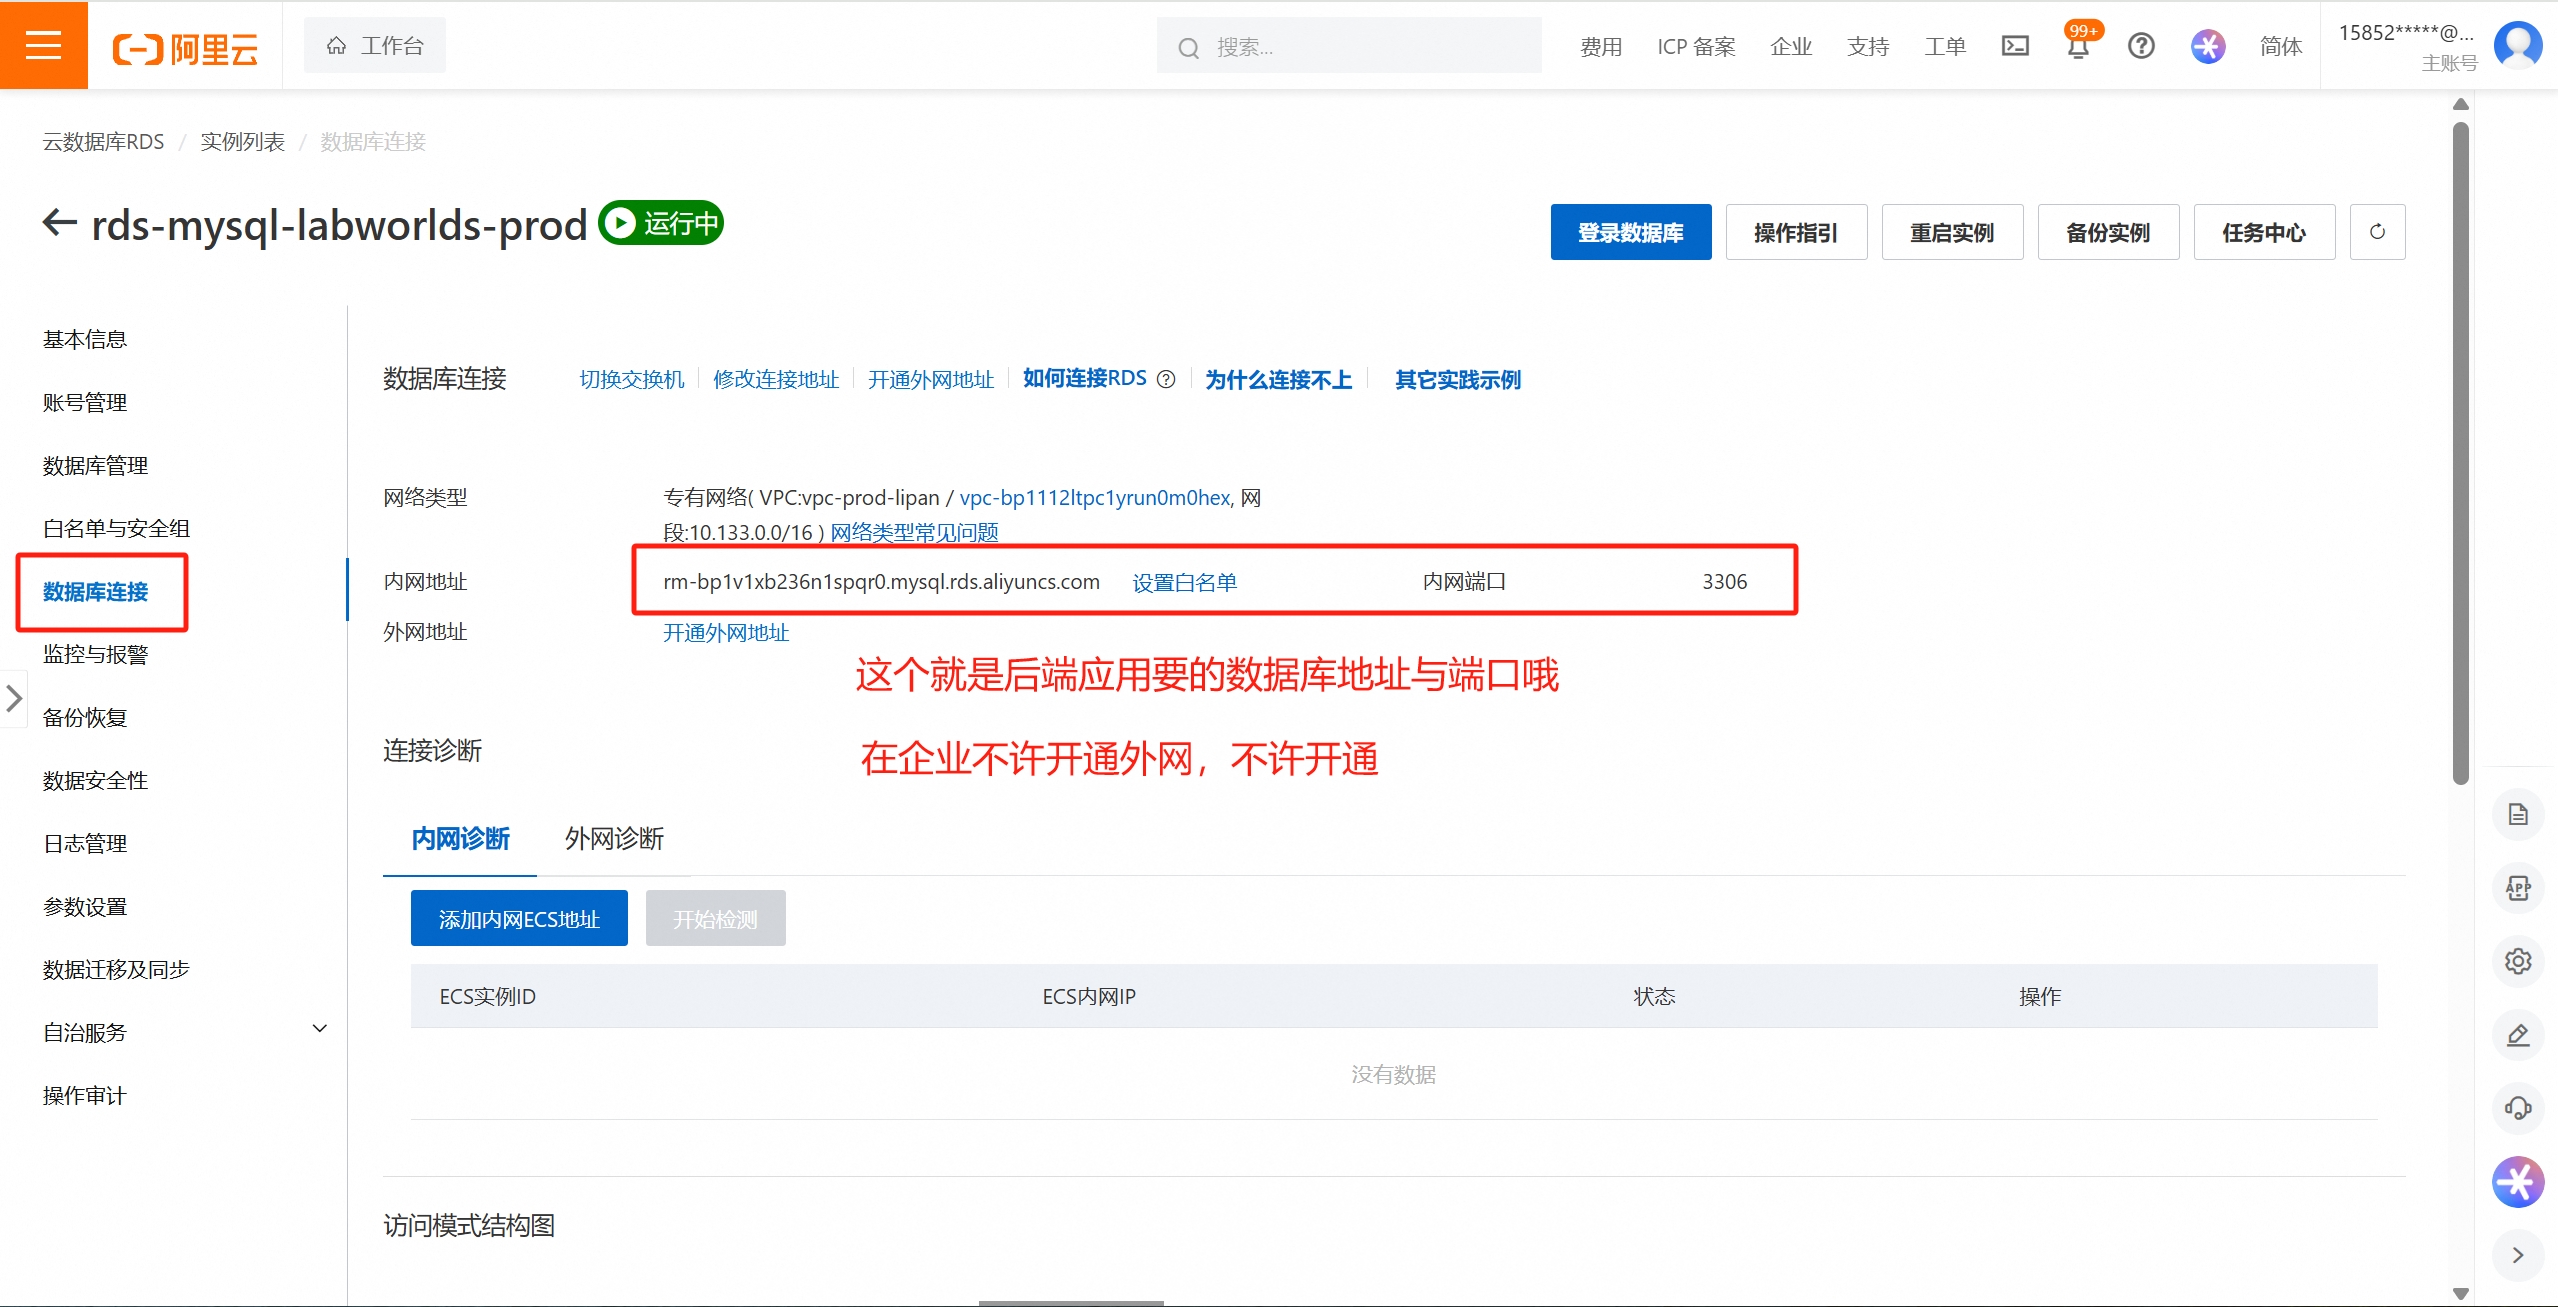 阿里云
工作台
搜索...
费用
ICP 备案
企业
支持
工单
99+
简体
15852*****@...
主账号
云数据库RDS / 实例列表 / 数据库连接
rds-mysql-labworlds-prod
运行中
登录数据库
操作指引
重启实例
备份实例
任务中心
基本信息
账号管理
数据库管理
白名单与安全组
数据库连接
监控与报警
备份恢复
数据安全性
日志管理
参数设置
数据迁移及同步
自治服务
操作审计
数据库连接
切换交换机
修改连接地址
开通外网地址
如何连接RDS
为什么连接不上
其它实践示例
网络类型
专有网络( VPC:vpc-prod-lipan / vpc-bp1112ltpc1yrun0m0hex, 网
段:10.133.0.0/16 ) 网络类型常见问题
内网地址
rm-bp1v1xb236n1spqr0.mysql.rds.aliyuncs.com 设置白名单
内网端口
3306
外网地址
开通外网地址
这个就是后端应用要的数据库地址与端口哦
在企业不许开通外网，不许开通
连接诊断
内网诊断
外网诊断
添加内网ECS地址
开始检测
ECS实例ID
ECS内网IP
状态
操作
没有数据
访问模式结构图
APP